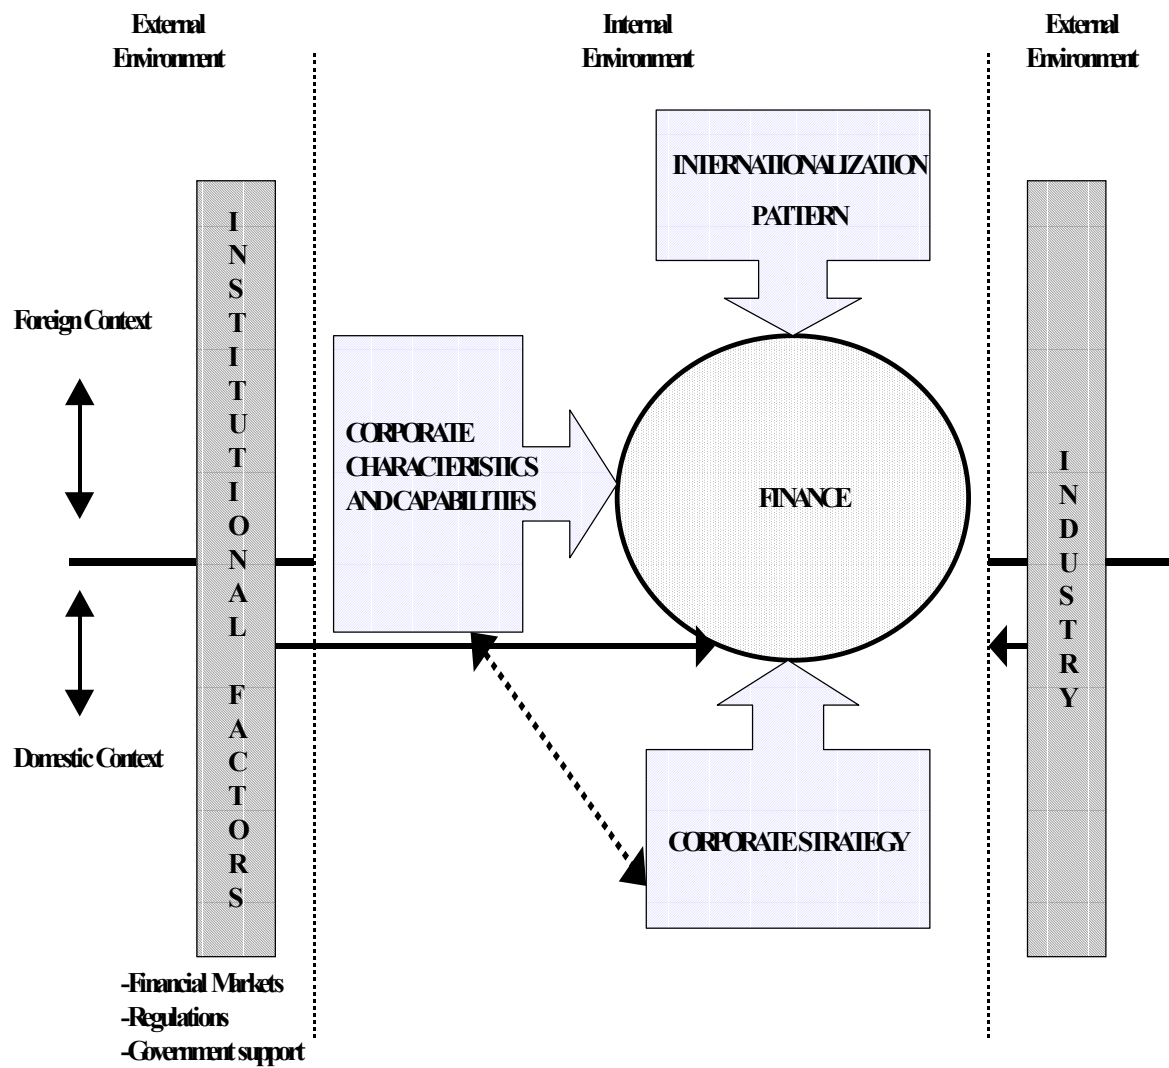 External
Environment
Internal
Environment
External
Environment
INTERNATIONALIZATION
PATTERN
INSTITUTIONAL FACTORS
Foreign Context
CORPORATE
CHARACTERISTICS
AND CAPABILITIES
FINANCE
INDUSTRY
Domestic Context
CORPORATE STRATEGY
-Financial Markets
-Regulations
-Government support